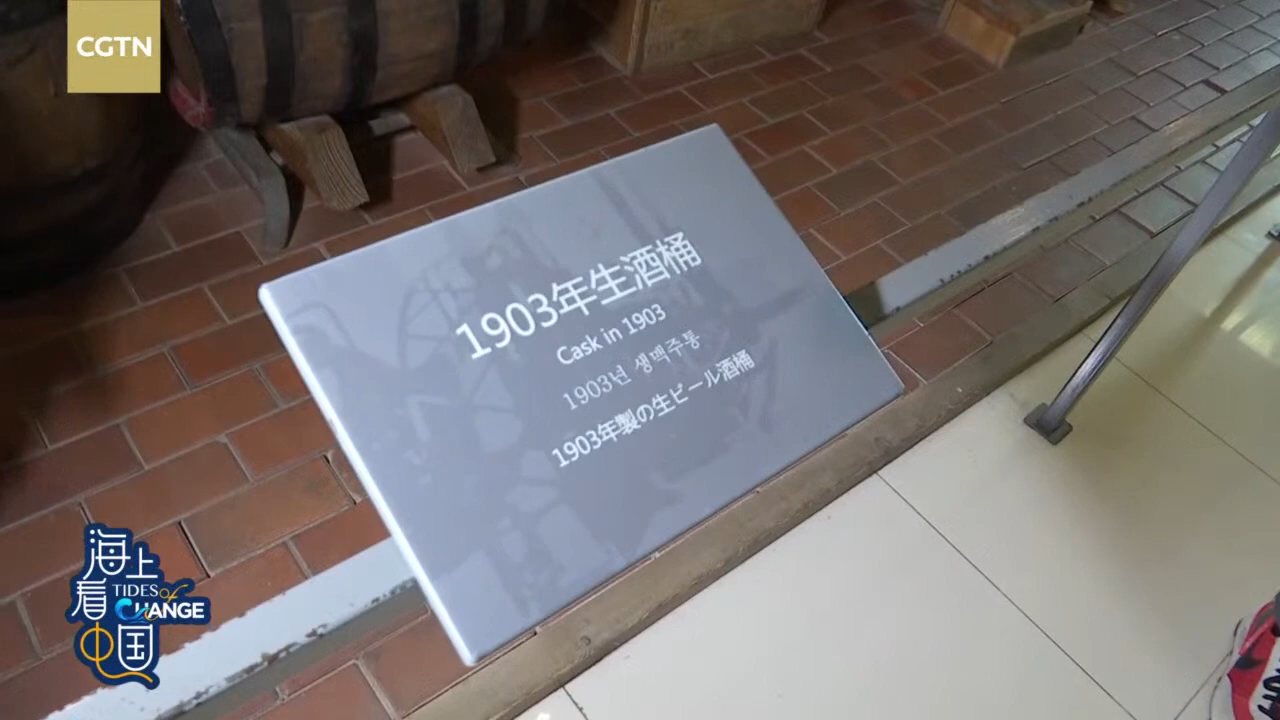 CGTN
1903年生酒桶
Cask in 1903
1903년 생맥주통
1903年製の生ビール酒桶
海上
看
中国
TIDES of
CHANGE